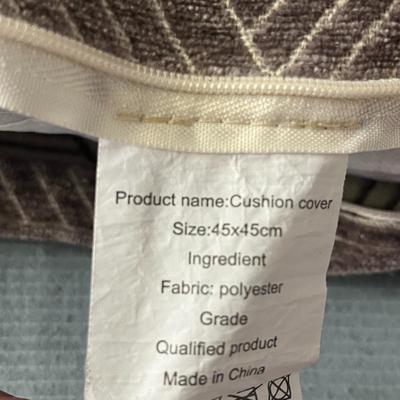 Product name:Cushion cover
Size:45x45cm
Ingredient
Fabric: polyester
Grade
Qualified product
Made in China